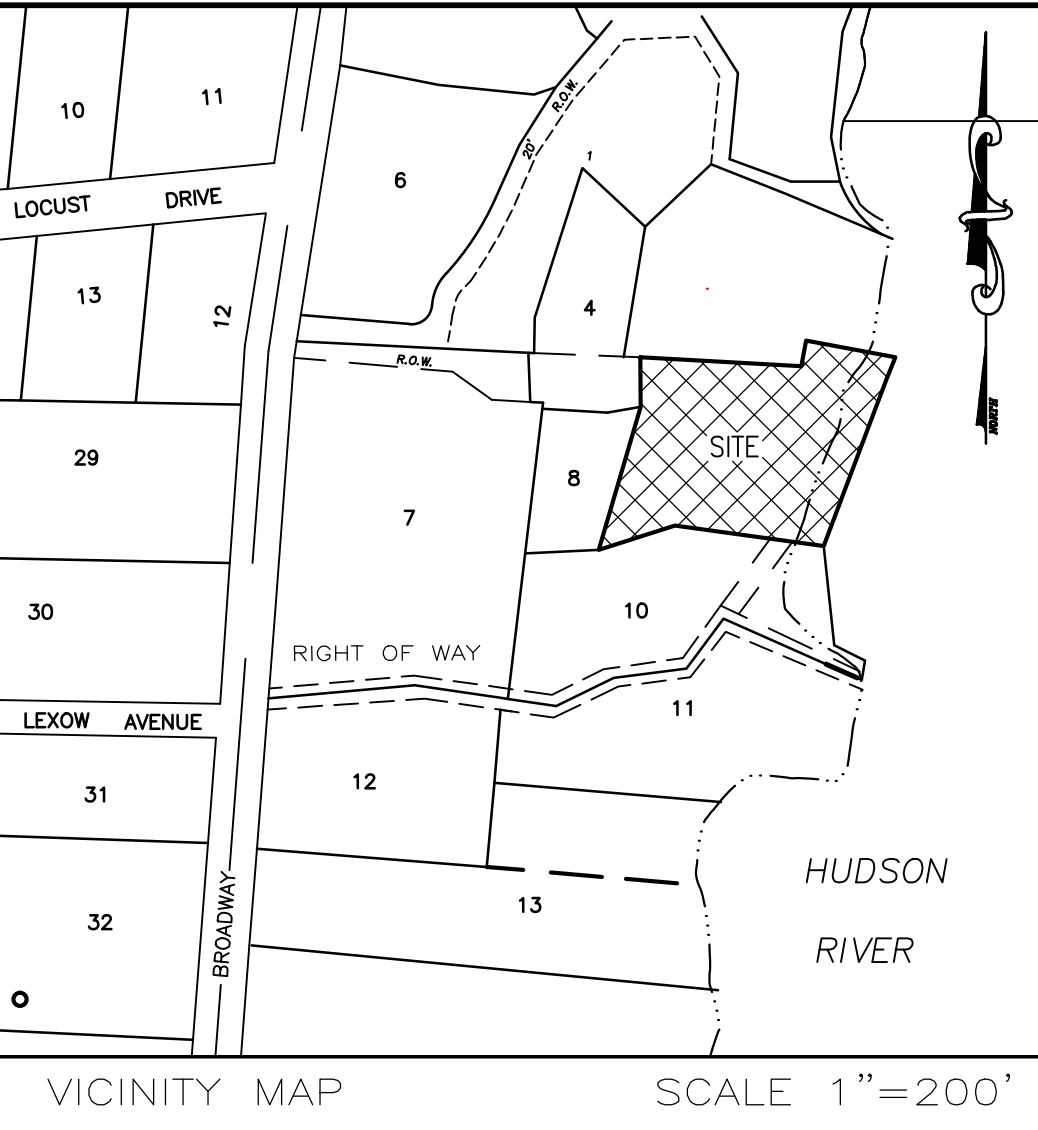 10
11
R.O.W.
20'
1
6
LOCUST DRIVE
13
12
4
R.O.W.
NORTH
29
SITE
8
7
30
10
RIGHT OF WAY
11
LEXOW AVENUE
12
31
HUDSON
13
BROADWAY
32
RIVER
VICINITY MAP
SCALE 1"=200'